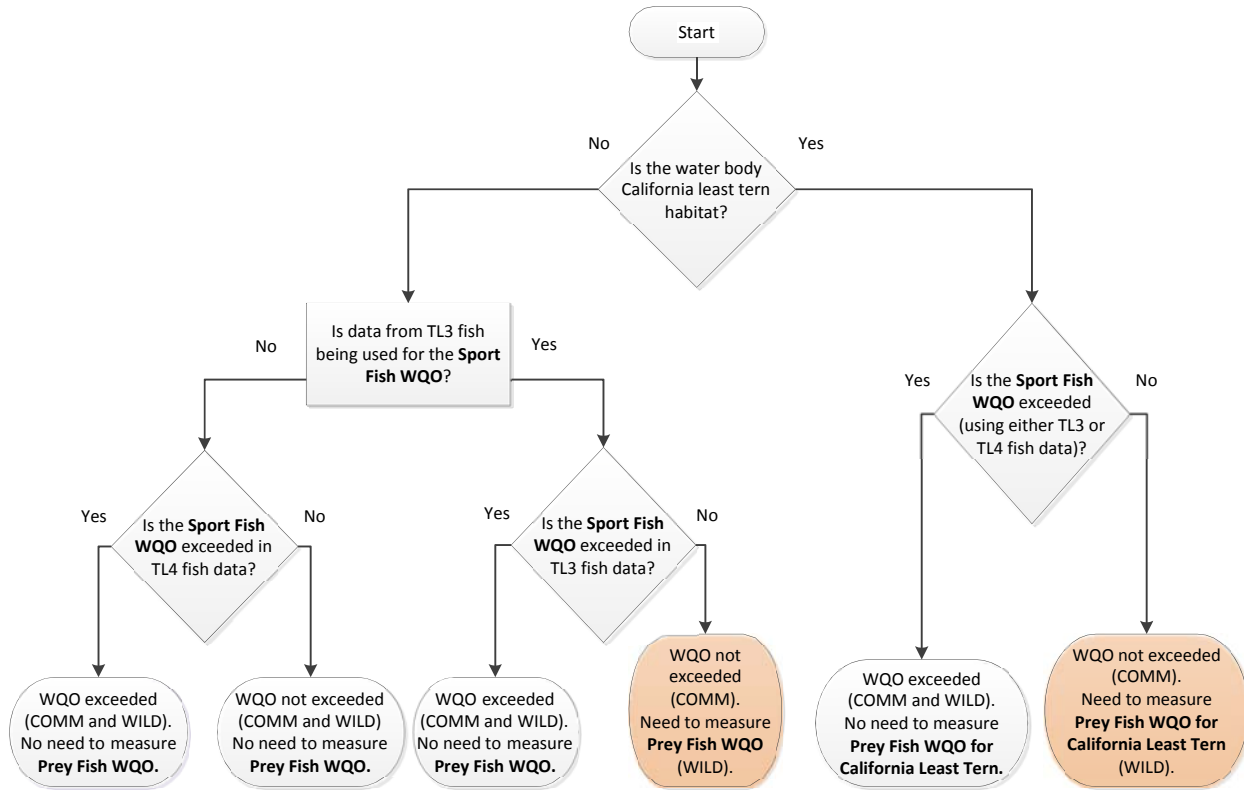 Start
No
Yes
Is the water body
California least tern
habitat?
No
Is data from TL3 fish
being used for the Sport
Fish WQO?
Yes
Yes
Is the Sport Fish
WQO exceeded
(using either TL3 or
TL4 fish data)?
No
Yes
Is the Sport Fish
WQO exceeded in
TL4 fish data?
No
Yes
Is the Sport Fish
WQO exceeded in
TL3 fish data?
No
WQO exceeded
(COMM and WILD).
No need to measure
Prey Fish WQO.
WQO not exceeded
(COMM and WILD)
No need to measure
Prey Fish WQO.
WQO exceeded
(COMM and WILD).
No need to measure
Prey Fish WQO.
WQO not
exceeded
(COMM).
Need to measure
Prey Fish WQO
(WILD).
WQO exceeded
(COMM and WILD).
No need to measure
Prey Fish WQO for
California Least Tern.
WQO not exceeded
(COMM).
Need to measure
Prey Fish WQO for
California Least Tern
(WILD).